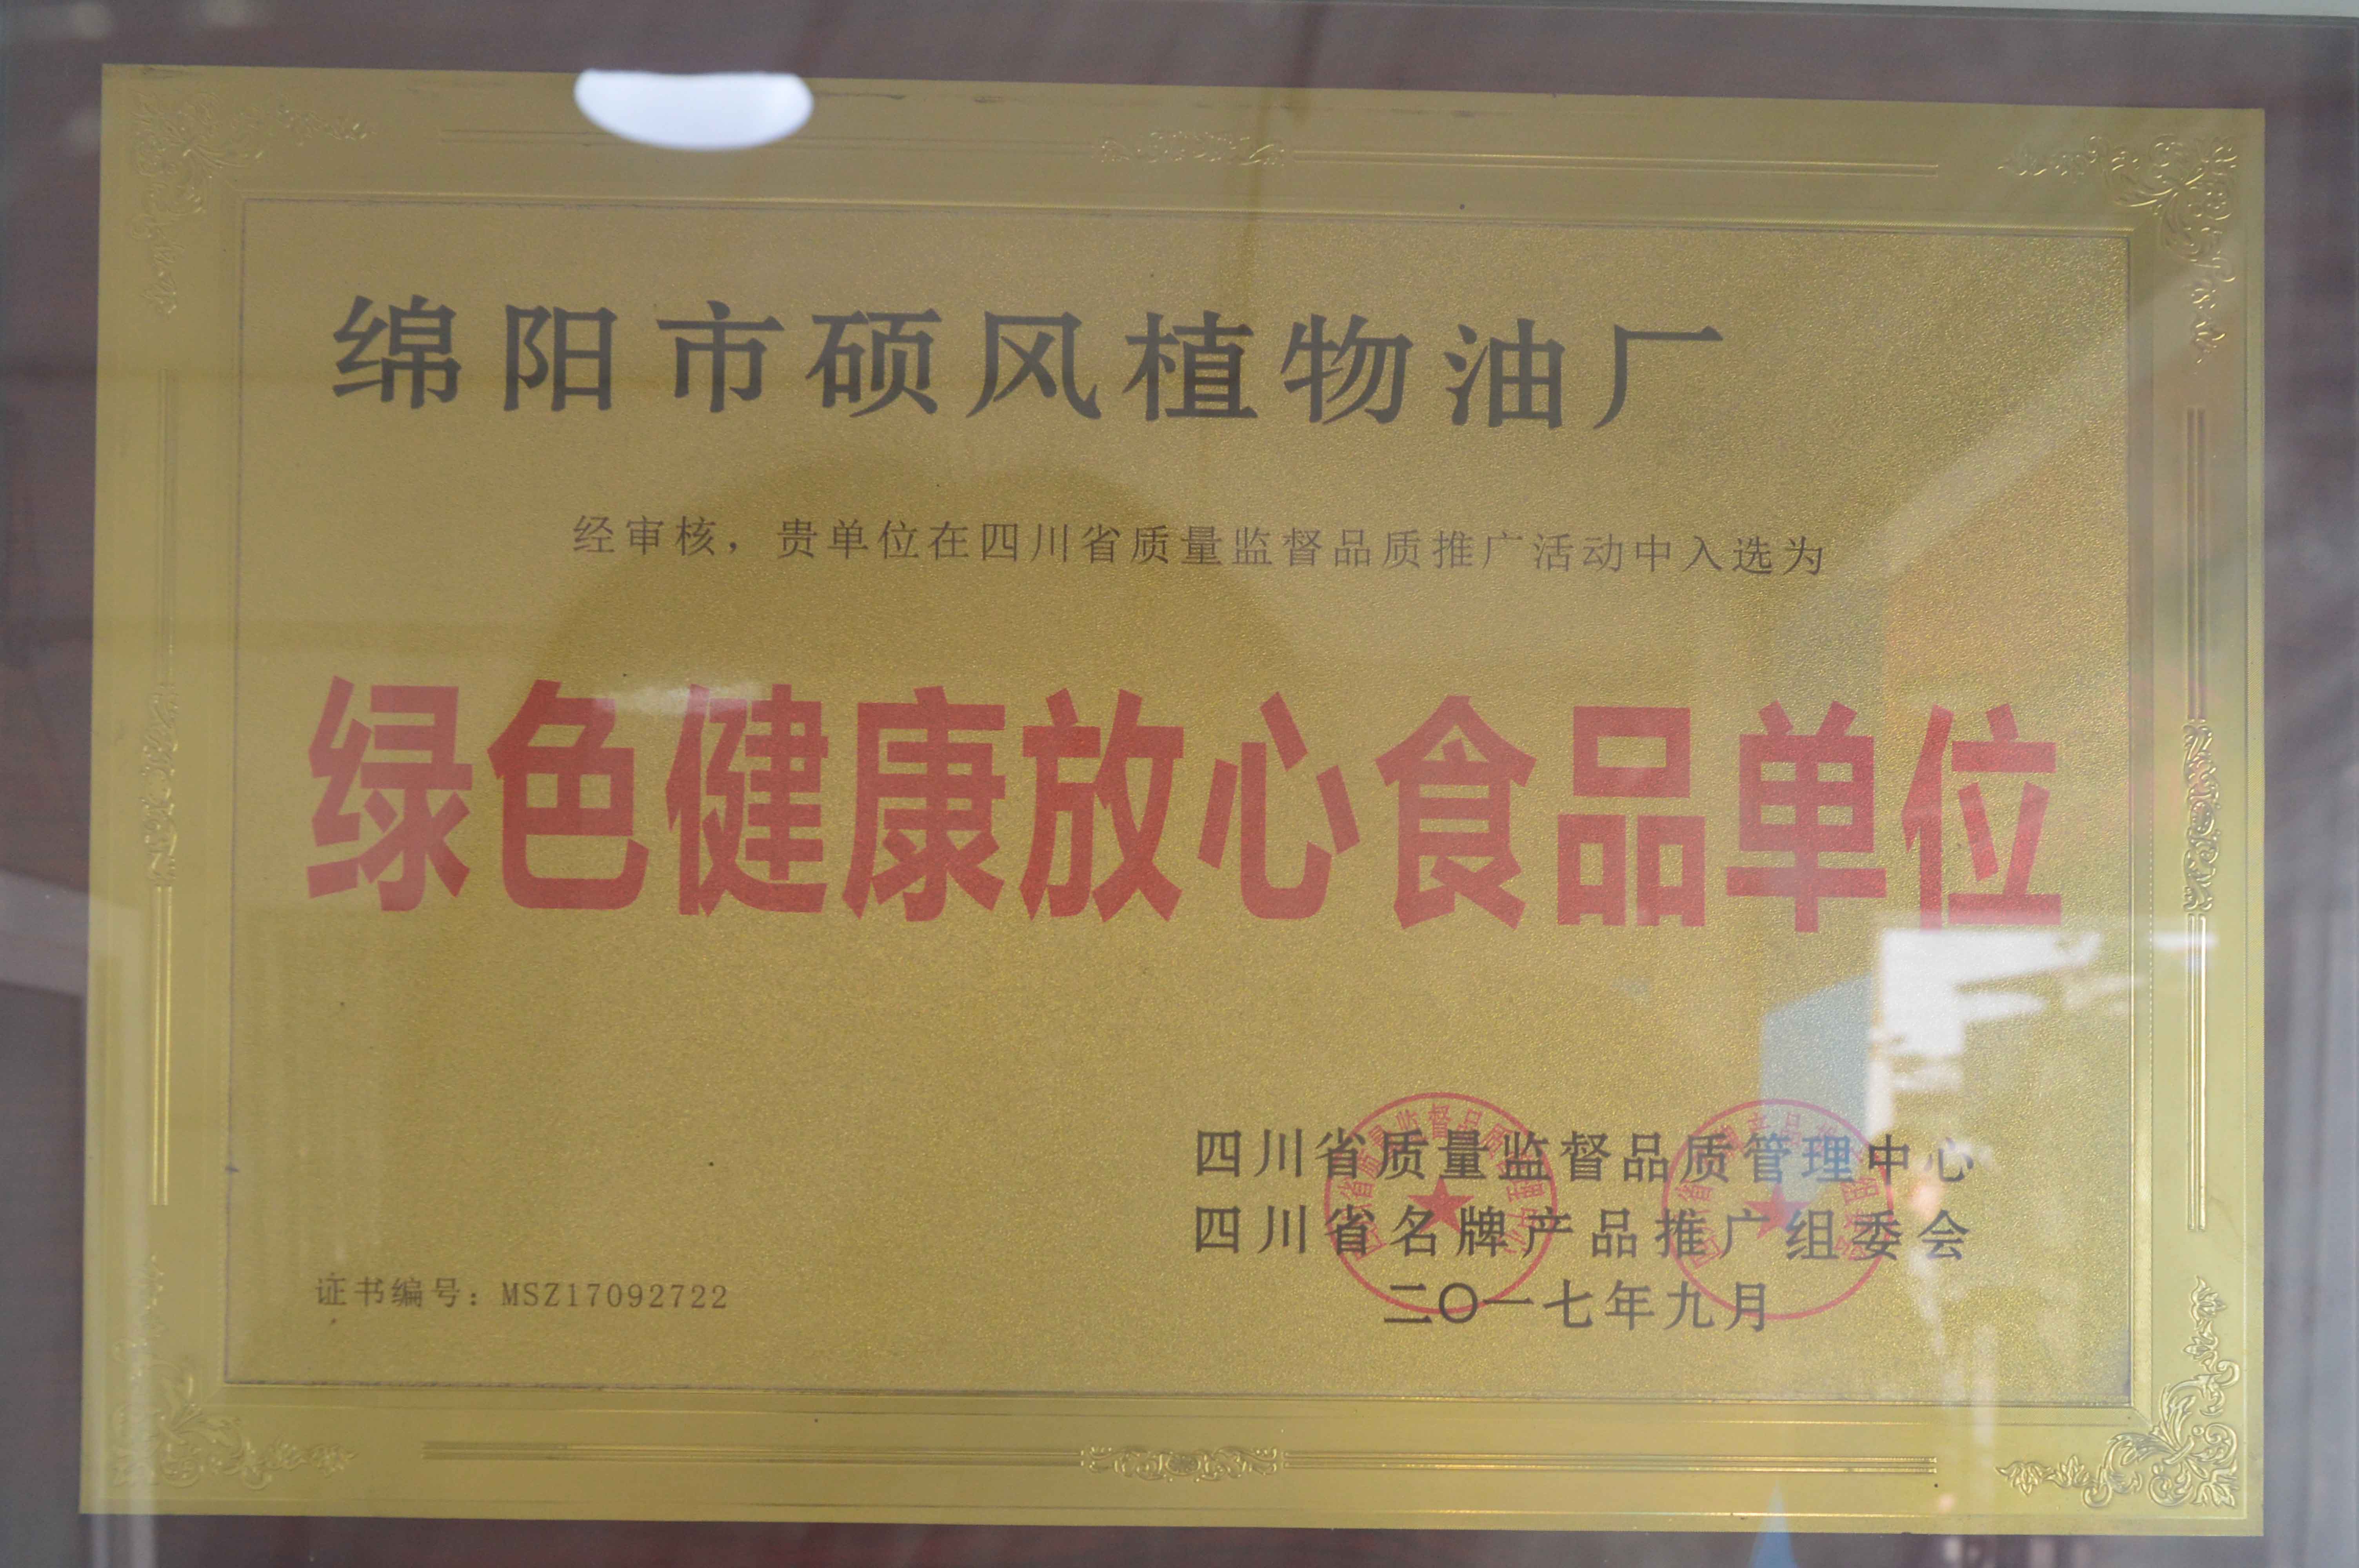 绵阳市硕风植物油厂
经审核，贵单位在四川省质量监督品质推广活动中入选为
绿色健康放心食品单位
四川省质量监督品质管理中心
四川省名牌产品推广组委会
二〇一七年九月
证书编号：MSZ17092722